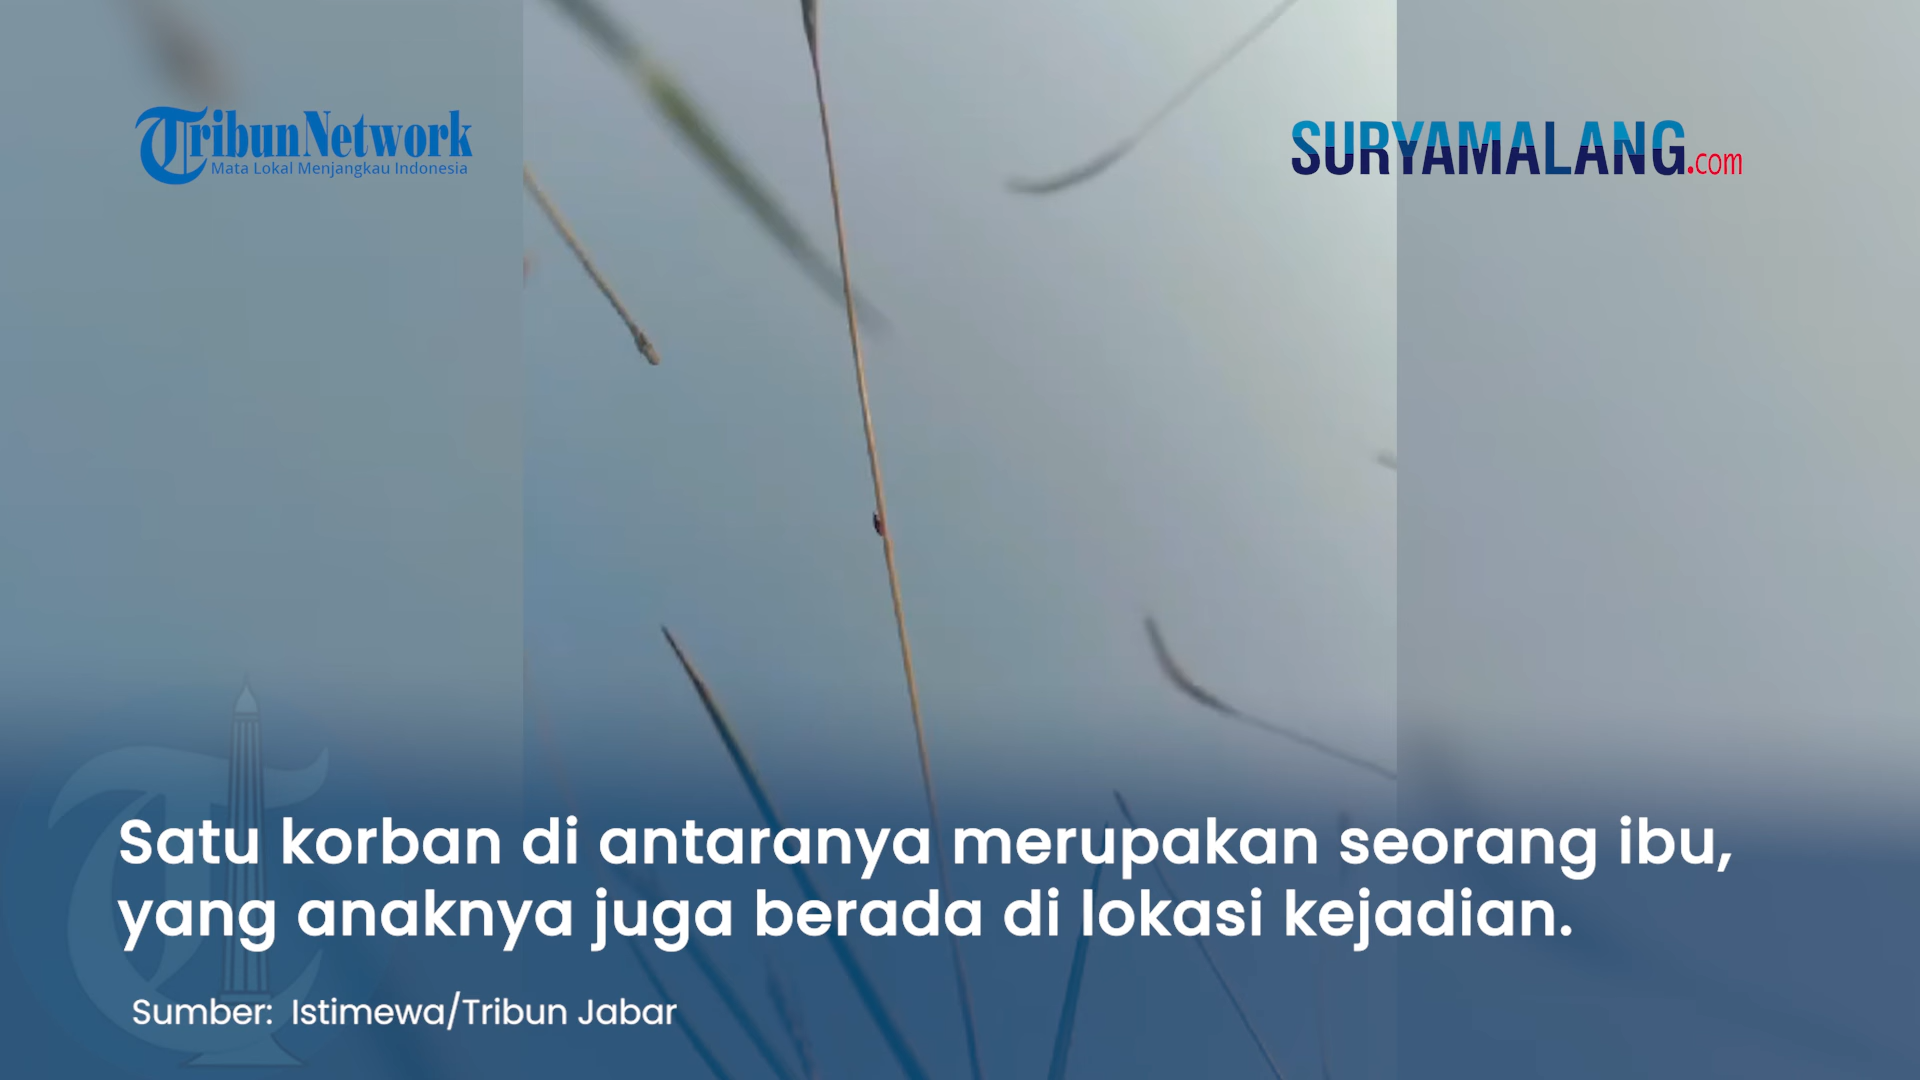 TribunNetwork
Mata Lokal Menjangkau Indonesia
SURYAMALANG.com
Satu korban di antaranya merupakan seorang ibu,
yang anaknya juga berada di lokasi kejadian.
Sumber: Istimewa/Tribun Jabar